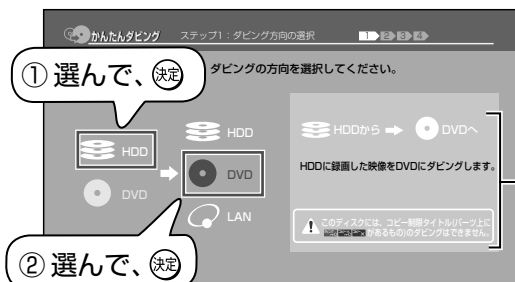 かんたんダビング ステップ1：ダビング方向の選択 1 2 3 4
① 選んで、決定
ダビングの方向を選択してください。
HDD
DVD
HDD
DVD
LAN
② 選んで、決定
HDDから DVDへ
HDDに録画した映像をDVDにダビングします。
このディスクには、コピー制限タイトル(パーツ上に
があるもの)のダビングはできません。